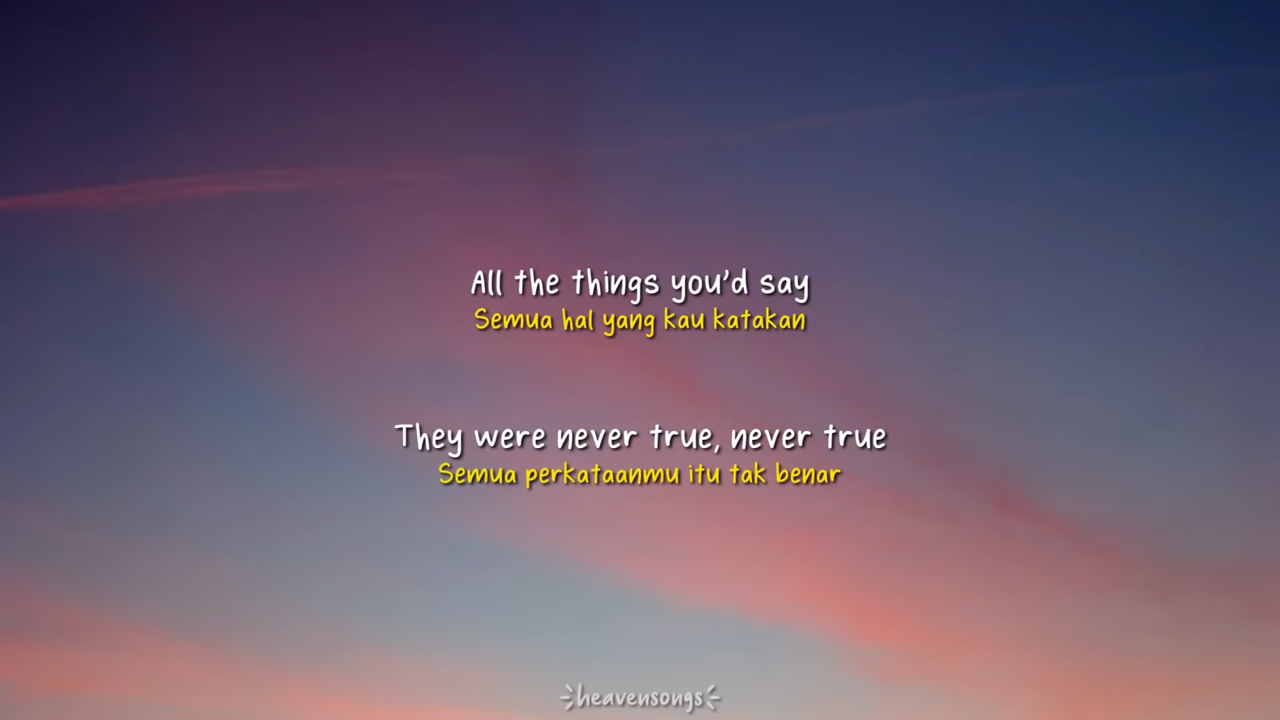 All the things you'd say
Semua hal yang kau katakan
They were never true, never true
Semua perkataanmu itu tak benar
heavensongs